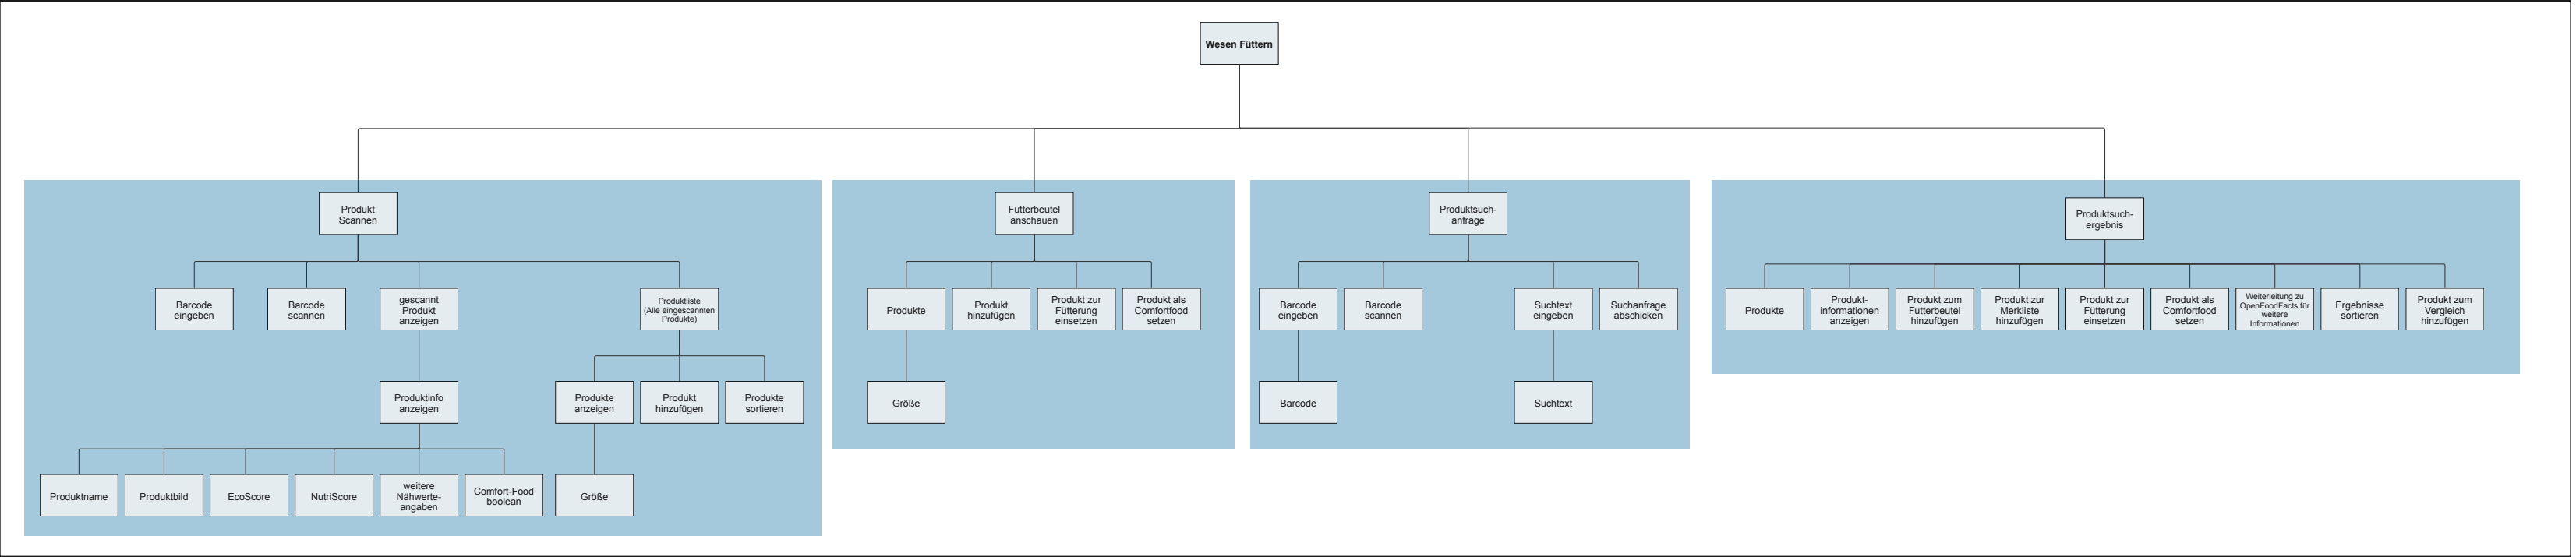 Wesen Füttern
Produkt
Scannen
Futterbeutel
anschauen
Produktsuch-
anfrage
Produktsuch-
ergebnis
Barcode
eingeben
Barcode
scannen
gescannt
Produkt
anzeigen
Produktliste
(Alle eingescannten
Produkte)
Produkte
Produkt
hinzufügen
Produkt zur
Fütterung
einsetzen
Produkt als
Comfortfood
setzen
Barcode
eingeben
Barcode
scannen
Suchtext
eingeben
Suchanfrage
abschicken
Produkte
Produkt-
informationen
anzeigen
Produkt zum
Futterbeutel
hinzufügen
Produkt zur
Merkliste
hinzufügen
Produkt zur
Fütterung
einsetzen
Produkt als
Comfortfood
setzen
Weiterleitung zu
OpenFoodFacts für
weitere
Informationen
Ergebnisse
sortieren
Produkt zum
Vergleich
hinzufügen
Produktinfo
anzeigen
Produkte
anzeigen
Produkt
hinzufügen
Produkte
sortieren
Größe
Barcode
Suchtext
Produktname
Produktbild
EcoScore
NutriScore
weitere
Nähwerte-
angaben
Comfort-Food
boolean
Größe